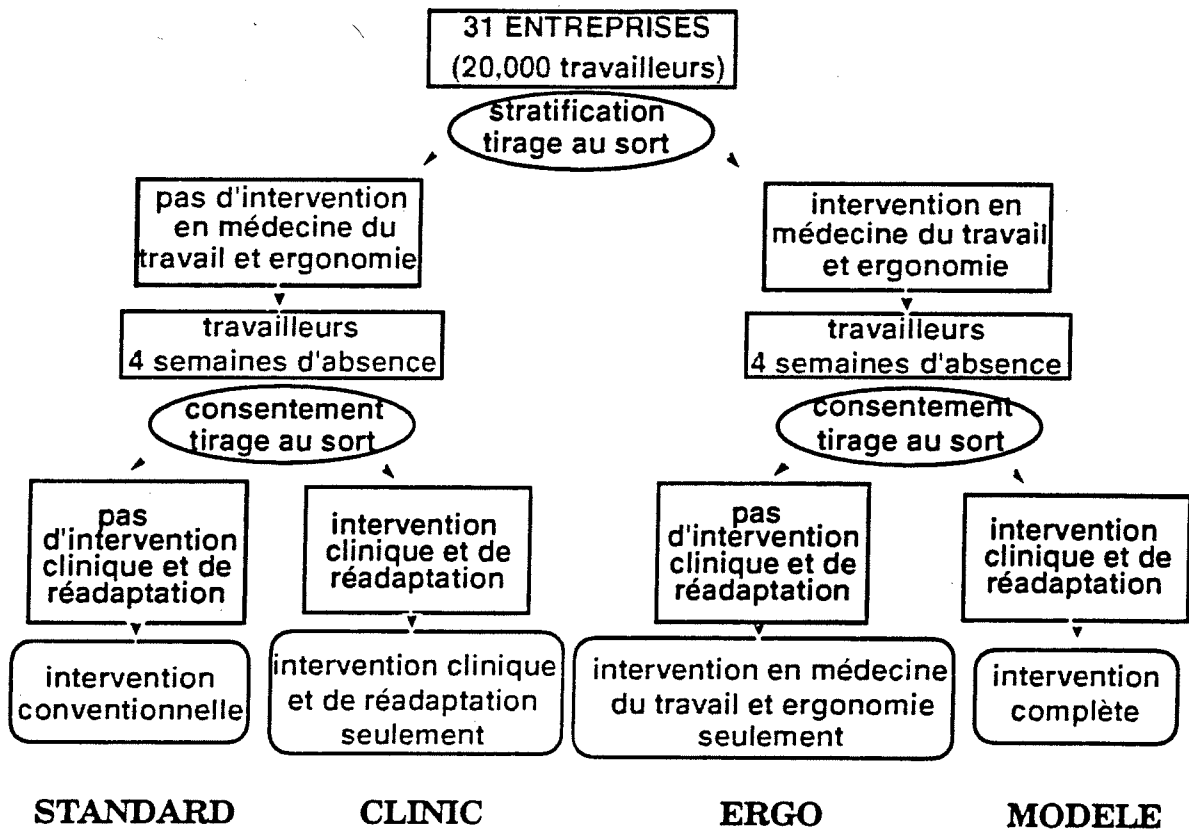 31 ENTREPRISES
(20,000 travailleurs)
stratification
tirage au sort
pas d'intervention
en médecine du
travail et ergonomie
intervention en
médecine du travail
et ergonomie
travailleurs
4 semaines d'absence
travailleurs
4 semaines d'absence
consentement
tirage au sort
consentement
tirage au sort
pas
d'intervention
clinique et de
réadaptation
intervention
clinique et de
réadaptation
pas
d'intervention
clinique et de
réadaptation
intervention
clinique et de
réadaptation
intervention
conventionnelle
intervention clinique
et de réadaptation
seulement
intervention en médecine
du travail et ergonomie
seulement
intervention
complète
STANDARD
CLINIC
ERGO
MODELE